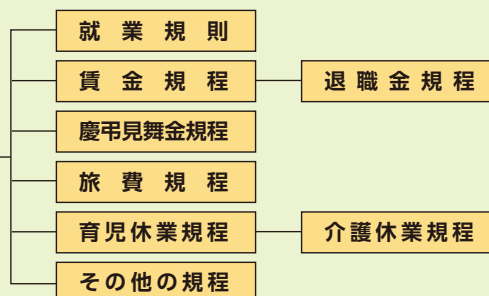 就業規則
賃金規程
退職金規程
慶弔見舞金規程
旅費規程
育児休業規程
介護休業規程
その他の規程